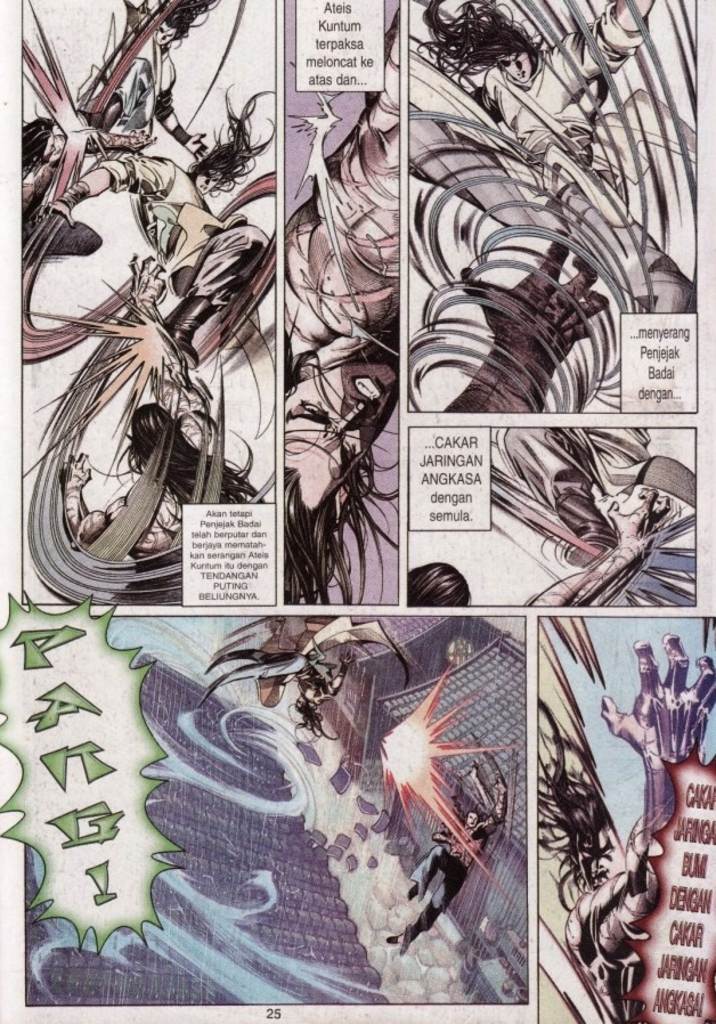 Akan tetapi
Penjejak Badai
telah berputar dan
berjaya mematah-
kan serangan Ateis
Kuntum itu dengan
TENDANGAN
PUTING
BELIUNGNYA.
Ateis
Kuntum
terpaksa
meloncat ke
atas dan...
...menyerang
Penjejak
Badai
dengan...
...CAKAR
JARINGAN
ANGKASA
dengan
semula.
PANG!
CAKAR
JARINGAN
BUMI
DENGAN
CAKAR
JARINGAN
ANGKASA!
25